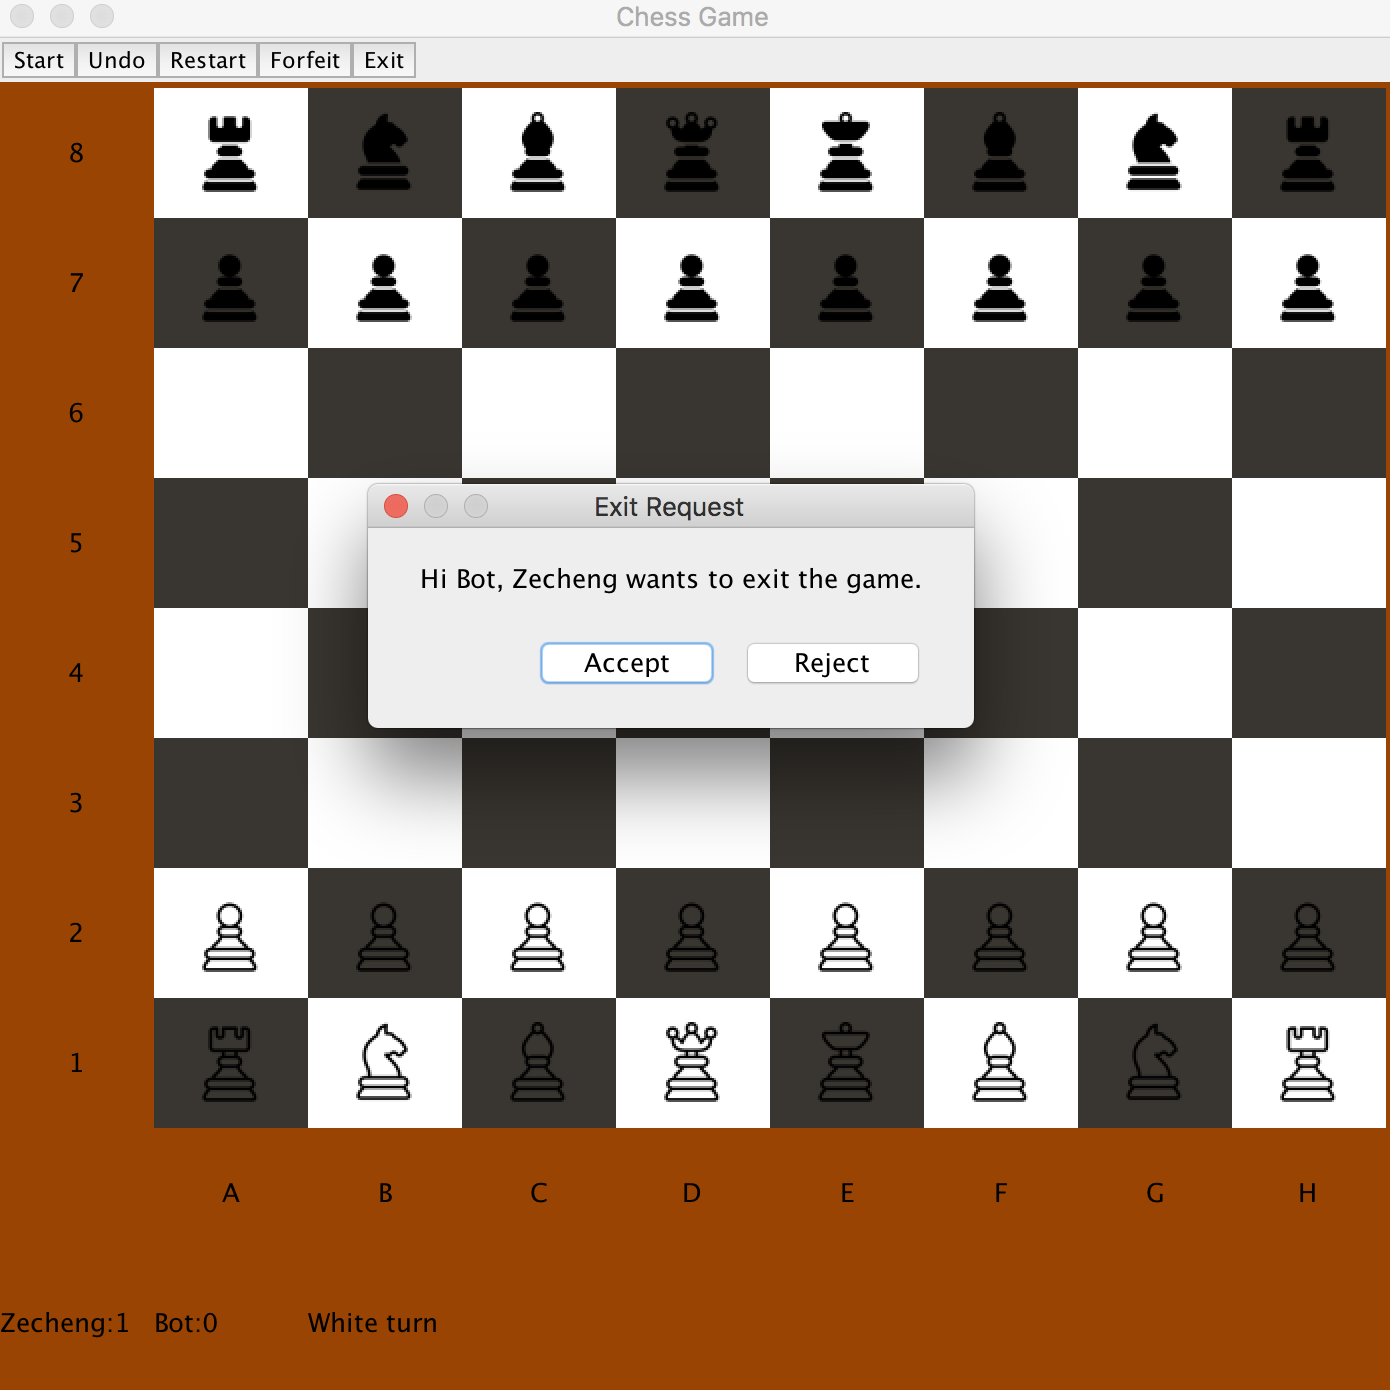 Chess Game
Start Undo Restart Forfeit Exit
8
7
6
5
Exit Request
Hi Bot, Zecheng wants to exit the game.
Accept Reject
4
3
2
1
A B C D E F G H
Zecheng:1 Bot:0 White turn